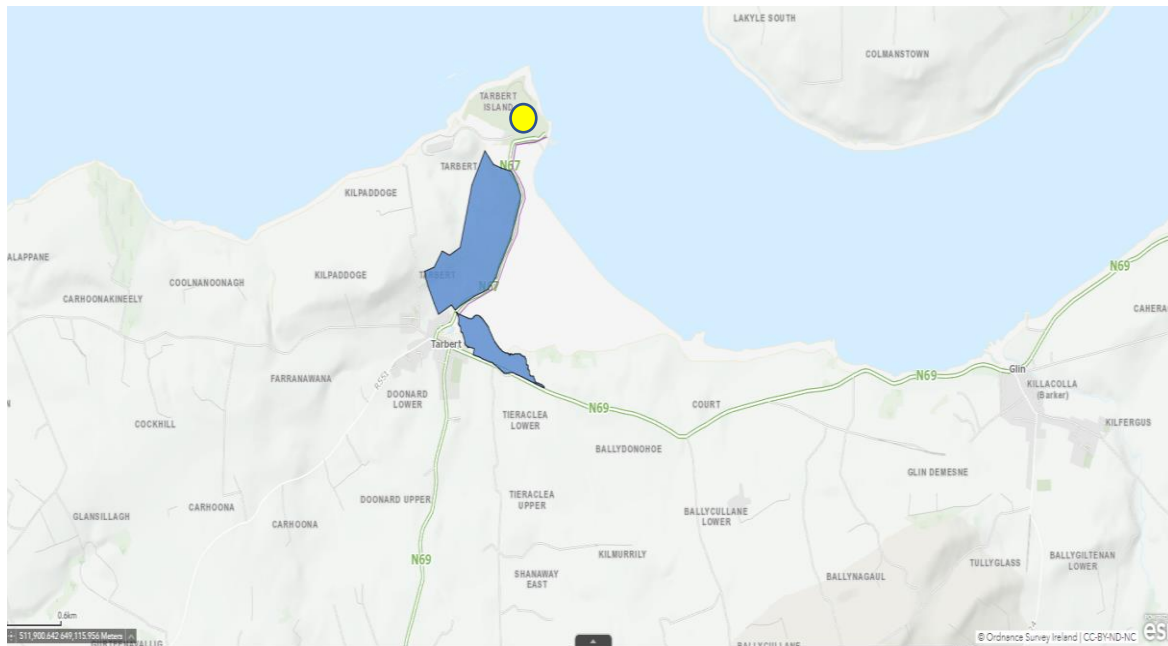 LAKYLE SOUTH
COLMANSTOWN
TARBERT
ISLAND
TARBERT
N67
KILPADDOGE
KILPADDOGE
TARBERT
N67
COOLNANOONAGH
CARHOONAKINEELY
N69
N69
Glin
KILLACOLLA
(Barker)
KILFERGUS
Tarbert
R551
FARRANAWANA
DOONARD
LOWER
COCKHILL
TIERACLEA
LOWER
N69
COURT
BALLYDONOHOE
GLIN DEMESNE
DOONARD UPPER
TIERACLEA
UPPER
BALLYCULLANE
LOWER
GLANSILLAGH
CARHOONA
CARHOONA
KILMURRILY
N69
SHANAWAY
EAST
BALLYNAGAUL
TULLYGLASS
BALLYGILTENAN
LOWER
0.6km
511,900.642 649,115.956 Meters
© Ordnance Survey Ireland | CC-BY-ND-NC